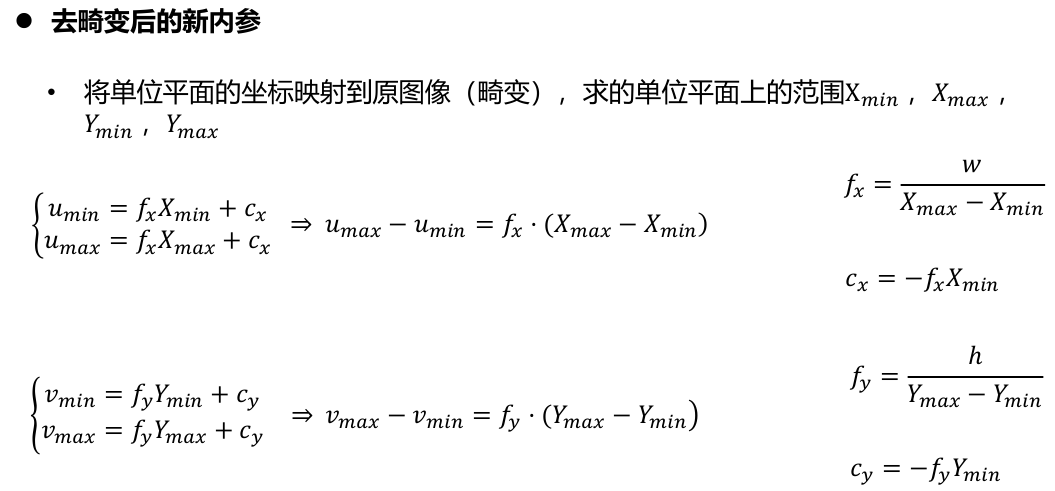 ● 去畸变后的新内参
• 将单位平面的坐标映射到原图像（畸变），求的单位平面上的范围X_{min}，X_{max}，
Y_{min}，Y_{max}
f_x = \frac{w}{X_{max} - X_{min}}
\begin{cases} u_{min} = f_x X_{min} + c_x \\ u_{max} = f_x X_{max} + c_x \end{cases} ⇒ u_{max} - u_{min} = f_x · (X_{max} - X_{min})
c_x = -f_x X_{min}
f_y = \frac{h}{Y_{max} - Y_{min}}
\begin{cases} v_{min} = f_y Y_{min} + c_y \\ v_{max} = f_y Y_{max} + c_y \end{cases} ⇒ v_{max} - v_{min} = f_y · (Y_{max} - Y_{min})
c_y = -f_y Y_{min}